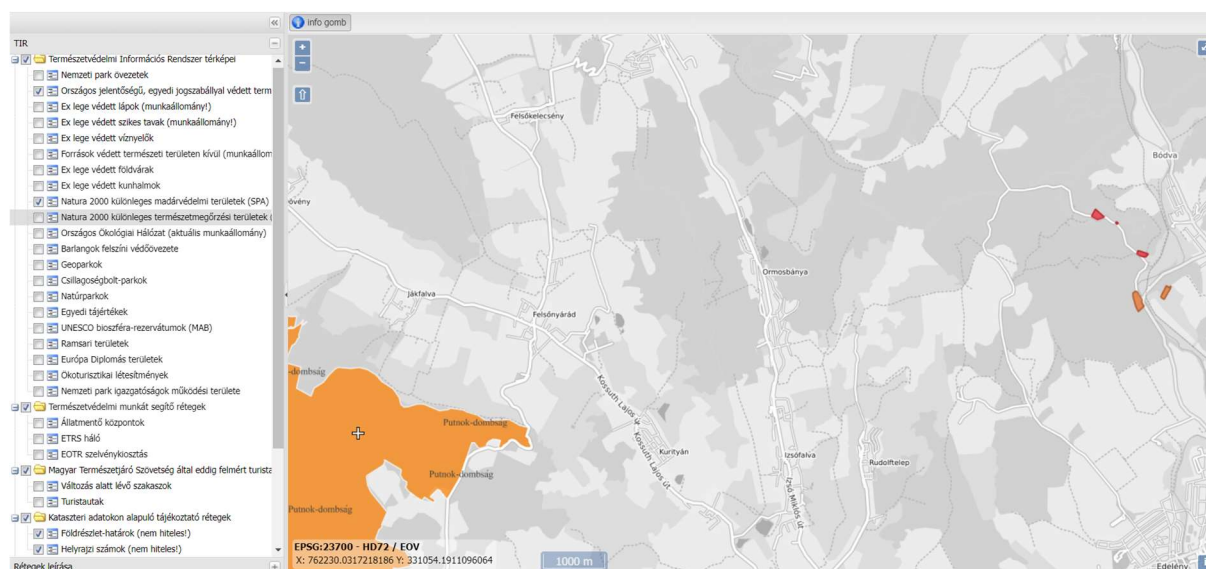 info gomb
TIR
Természetvédelmi Információs Rendszer térképei
Nemzeti park övezetek
Országos jelentőségű, egyedi jogszabállyal védett term
Ex lege védett lápok (munkaállomány!)
Ex lege védett szikes tavak (munkaállomány!)
Ex lege védett víznyelők
Források védett természeti területen kívül (munkaállom
Ex lege védett földvárak
Ex lege védett kunhalmok
Natura 2000 különleges madárvédelmi területek (SPA)
Natura 2000 különleges természetmegőrzési területek (
Országos Ökológiai Hálózat (aktuális munkaállomány)
Barlangok felszíni védőövezete
Geoparkok
Csillagoségbolt-parkok
Natúrparkok
Egyedi tájértékek
UNESCO bioszféra-rezervátumok (MAB)
Ramsari területek
Európa Diplomás területek
Ökoturisztikai létesítmények
Nemzeti park igazgatóságok működési területe
Természetvédelmi munkát segítő rétegek
Állatmentő központok
ETRS háló
EOTR szelvénykiosztás
Magyar Természetjáró Szövetség által eddig felmért turista
Változás alatt lévő szakaszok
Turistautak
Kataszteri adatokon alapuló tájékoztató rétegek
Földrészlet-határok (nem hiteles!)
Helyrajzi számok (nem hiteles!)
Rétegek leírása
Felsőkelecsény
Bódva
övény
Ormosbánya
Jákfalva
Felsőnyárád
-dombság
Kossuth Lajos út
Putnok-dombság
Kossuth Lajos út
Kurityán
Izsófalva
Rudolftelep
Putnok-dombság
Izsó Miklós út
Putnok-dombság
EPSG:23700 - HD72 / EOV
X: 762230.0317218186 Y: 331054.1911096064
1000 m
Edelény